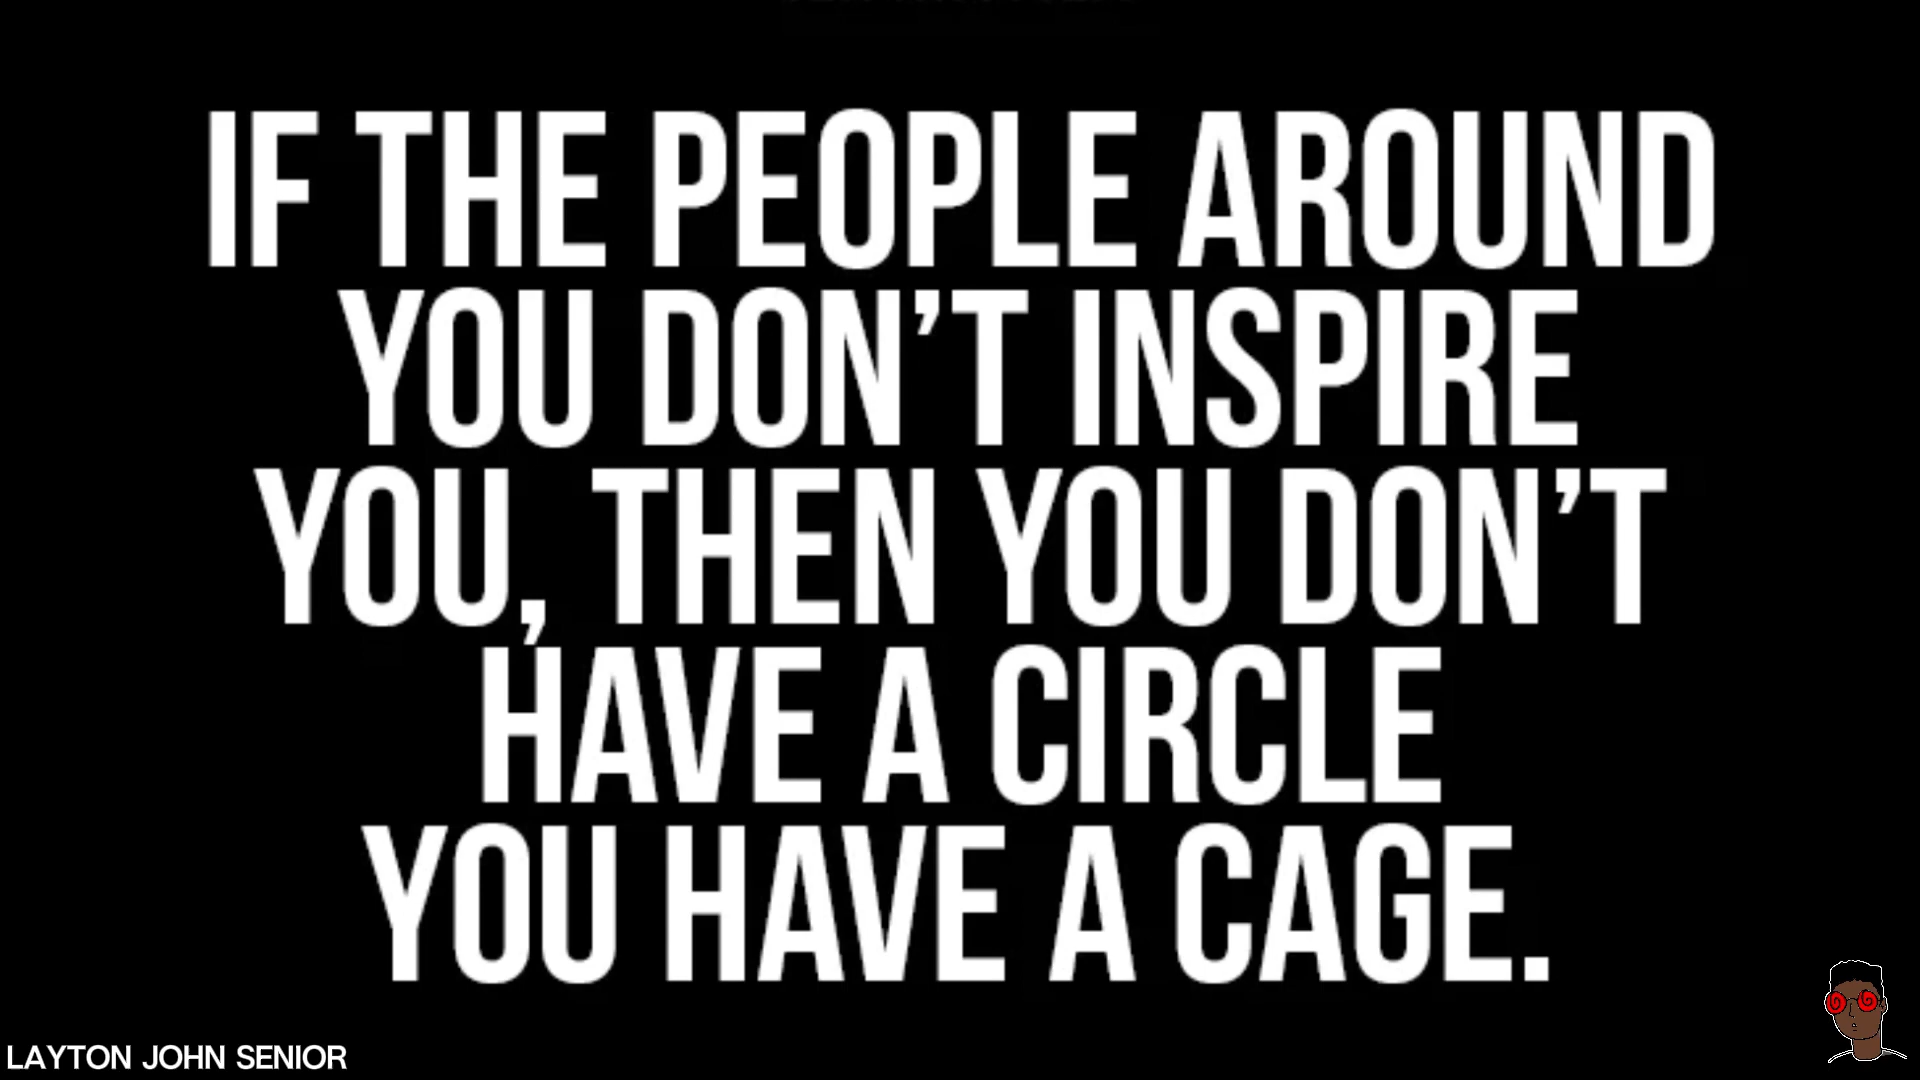 IF THE PEOPLE AROUND
YOU DON’T INSPIRE
YOU, THEN YOU DON’T
HAVE A CIRCLE
YOU HAVE A CAGE.
LAYTON JOHN SENIOR